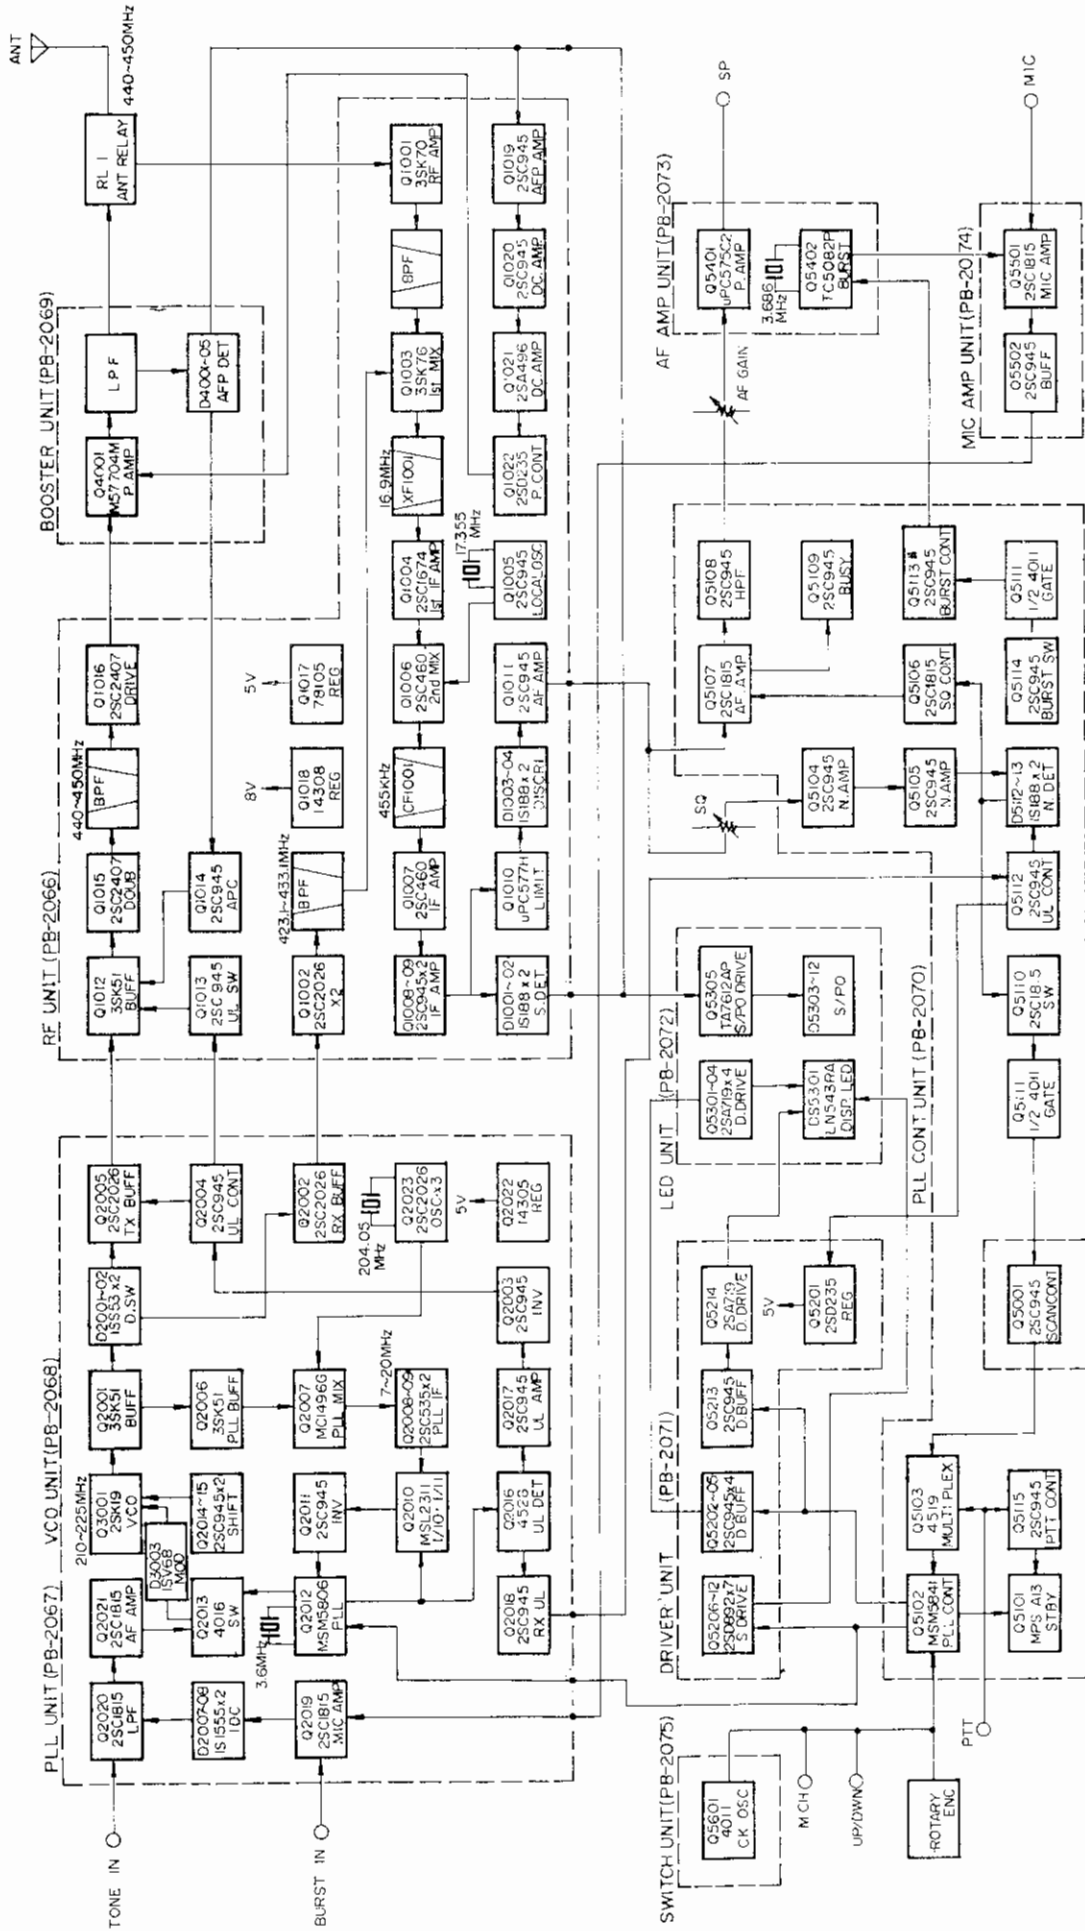 ANT
440~450MHz
RL 1
ANT RELAY
BOOSTER UNIT(PB-2069)
Q4001
M57704M
P.AMP
LPF
AFP DET
RF UNIT (PB-2066)
440~450MHz
Q1012
3SK51
BUFF
Q1015
2SC2407
DOUB
BPF
Q1016
2SC2407
DRIVE
Q1013
2SC945
UL SW
Q1014
2SC945
APC
423.1~433.1MHz
Q1002
2SC2026
x2
BPF
8V
Q1018
14308
REG
5V
Q1017
78105
REG
Q1001
3SK70
RF AMP
BPF
Q1003
3SK76
1st MIX
16.9MHz
XF1001
Q1004
2SC1674
1st IF AMP
Q1006
2SC460
2nd MIX
455KHz
CF1001
Q1007
2SC460
IF AMP
Q1008~09
2SC945x2
IF AMP
17.355
MHz
Q1019
2SC945
AFP AMP
Q1020
2SC945
DC. AMP
Q1021
2SA496
DC AMP
Q1022
2SD235
P. CONT
Q1005
2SC945
LOCALOSC
Q1011
2SC945
AF AMP
D1003~04
IS188 x 2
DISCRI
Q1010
uPC577H
LIMIT
D1001~02
IS188 x 2
S.DET
PLL UNIT(PB-2067)
VCO UNIT(PB-2068)
210~225MHz
TONE IN
Q2020
2SC1815
LPF
Q2021
2SC1815
AF AMP
Q3001
2SK19
VCO
Q2001
3SK51
BUFF
D2001~02
1SS53 x2
D.SW
Q2005
2SC2026
TX BUFF
D3003
ISV68
MOD
D2007~08
IS1555x2
IDC
Q2013
4016
SW
Q2014~15
2SC945x2
SHIFT
Q2006
3SK51
PLL BUFF
Q2004
2SC945
UL CONT
BURST IN
Q2019
2SC1815
MIC AMP
3.6MHz
Q2012
MSM5806
PLL
Q2011
2SC945
INV
Q2007
MC1496G
PLL MIX
Q2002
2SC2026
RX BUFF
204.05
MHz
7~20MHz
Q2010
MSL2311
1/10·1/11
Q2008~09
2SC535x2
PLL IF
Q2023
2SC2026
OSC·x3
Q2018
2SC945
RX UL
Q2016
4528
UL DET
Q2017
2SC945
UL AMP
Q2003
2SC945
INV
5V
Q2022
14305
REG
AF AMP UNIT(PB-2073)
SP
Q5401
uPC575C2
P. AMP
AF GAIN
3.686
MHz
Q5402
TC5082P
BURST
MIC AMP UNIT(PB-2074)
MIC
Q5501
2SC1815
MIC AMP
Q5502
2SC945
BUFF
Q5108
2SC945
HPF
Q5107
2SC1815
AF. AMP
Q5109
2SC945
BUSY
SQ
Q5104
2SC945
N.AMP
Q5105
2SC945
N.AMP
Q5106
2SC1815
SQ CONT
Q5113
2SC945
BURST CONT
Q5111
1/2 4011
GATE
Q5114
2SC945
BURST SW
D5112~13
IS188 x 2
N. DET
Q5112
2SC945
UL CONT
Q5110
SW
Q5111
1/2 4011
GATE
LED UNIT (PB-2072)
Q5305
TA7612AP
S/PO DRIVE
D5303~12
S/PO
Q5301~04
2SA719x4
D.DRIVE
DS5301
LN543RA
DISP. LED
PLL CONT UNIT (PB-2070)
DRIVER UNIT (PB-2071)
Q5206~12
2SD892x7
S DRIVE
Q5202~05
2SC945x4
D BUFF
Q5213
2SC945
D.BUFF
Q5214
2SA719
D. DRIVE
5V
Q5201
2SD235
REG
Q5001
2SC945
SCANCONT
Q5103
4519
MULTI PLEX
Q5102
MSM5841
PLL CONT
Q5115
2SC945
PTT CONT
Q5101
MPS A13
STBY
SWITCH UNIT(PB-2075)
Q5601
4011
CK OSC
M CH
UP/DWN
ROTARY
ENC
PTT